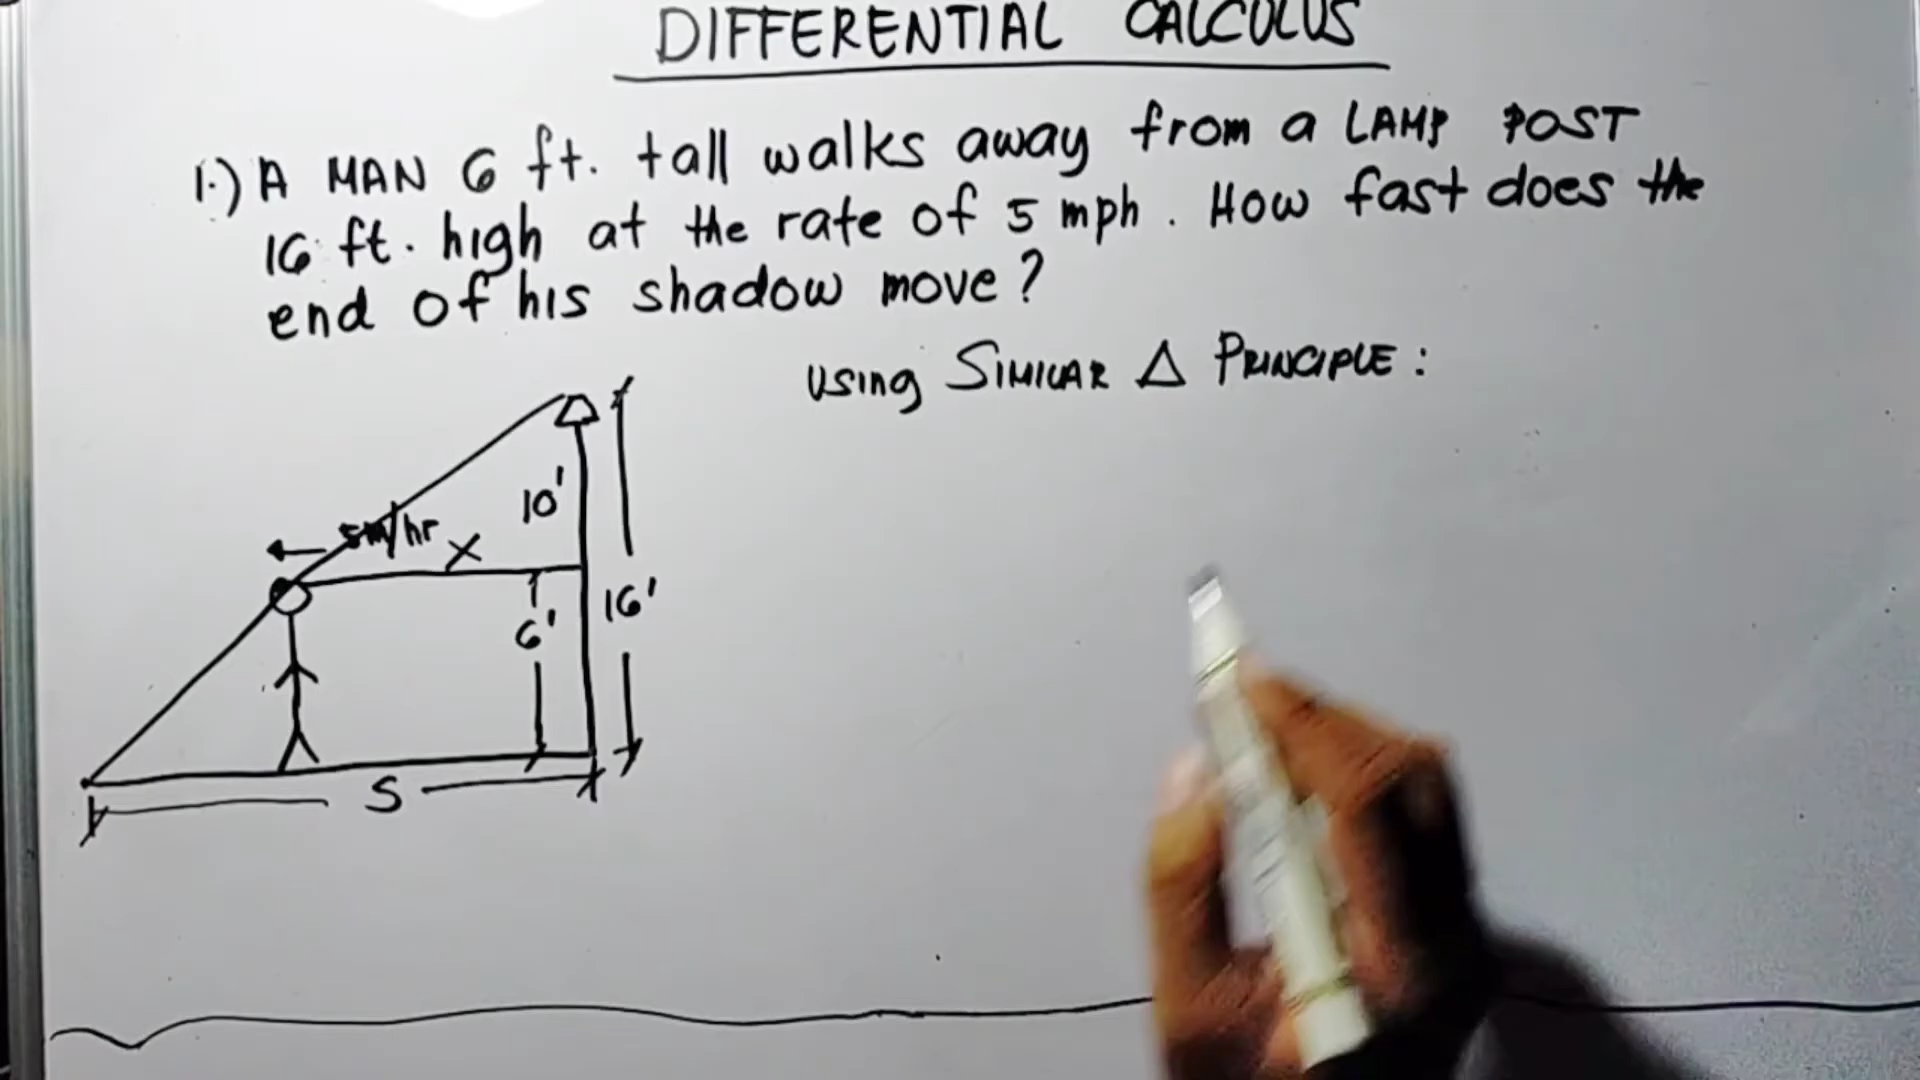 DIFFERENTIAL CALCULUS
1.) A MAN 6 ft. tall walks away from a LAMP POST
16 ft. high at the rate of 5 mph. How fast does the
end of his shadow move?
using SIMILAR Δ PRINCIPLE:
10'
5m/hr
X
16'
6'
S